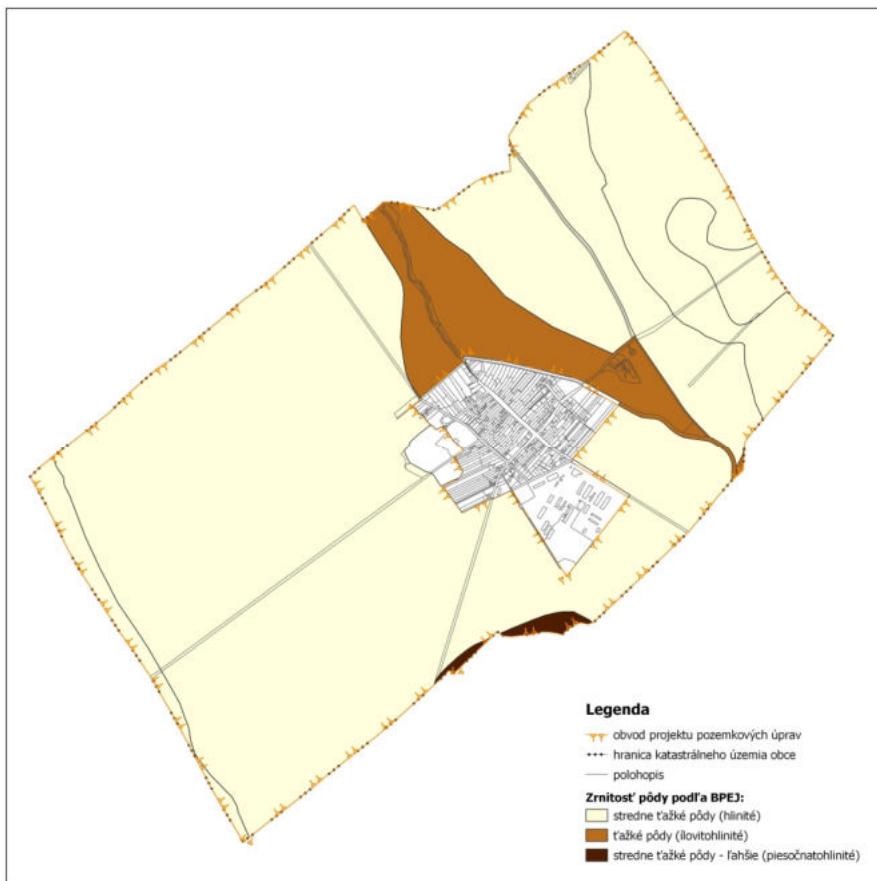 Legenda
obvod projektu pozemkových úprav
hranica katastrálneho územia obce
polohopis
Zrnitosť pôdy podľa BPEJ:
stredne ťažké pôdy (hlinité)
ťažké pôdy (ílovitohlinité)
stredne ťažké pôdy - ľahšie (piesočnatohlinité)